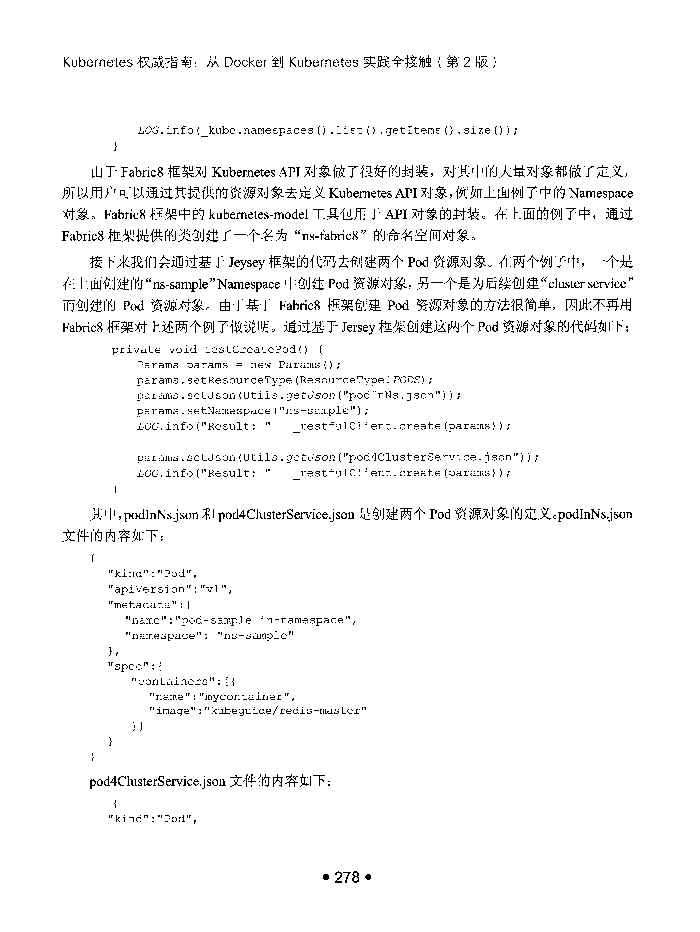 Kubernetes 权威指南：从 Docker 到 Kubernetes 实践全接触（第 2 版）
LOG.info(_kube.namespaces().list().getItems().size());
}
由于 Fabric8 框架对 Kubernetes API 对象做了很好的封装，对其中的大量对象都做了定义，
所以用户可以通过其提供的资源对象去定义 Kubernetes API 对象，例如上面例子中的 Namespace
对象。Fabric8 框架中的 kubernetes-model 工具包用于 API 对象的封装。在上面的例子中，通过
Fabric8 框架提供的类创建了一个名为“ns-fabric8”的命名空间对象。
接下来我们会通过基于 Jeysey 框架的代码去创建两个 Pod 资源对象。在两个例子中，一个是
在上面创建的“ns-sample”Namespace 中创建 Pod 资源对象，另一个是为后续创建“cluster service”
而创建的 Pod 资源对象。由于基于 Fabric8 框架创建 Pod 资源对象的方法很简单，因此不再用
Fabric8 框架对上述两个例子做说明。通过基于 Jersey 框架创建这两个 Pod 资源对象的代码如下：
private void testCreatePod() {
Params params = new Params();
params.setResourceType(ResourceType.PODS);
params.setJson(Utils.getJson("podInNs.json"));
params.setNamespace("ns-sample");
LOG.info("Result: " _restfulClient.create(params));
params.setJson(Utils.getJson("pod4ClusterService.json"));
LOG.info("Result: " _restfulClient.create(params));
}
其中，podInNs.json 和 pod4ClusterService.json 是创建两个 Pod 资源对象的定义。podInNs.json
文件的内容如下：
{
"kind":"Pod",
"apiVersion":"v1",
"metadata":{
"name":"pod-sample-in-namespace",
"namespace": "ns-sample"
},
"spec":{
"containers":[{
"name":"mycontainer",
"image":"kubeguide/redis-master"
}]
}
}
pod4ClusterService.json 文件的内容如下：
{
"kind":"Pod",
• 278 •